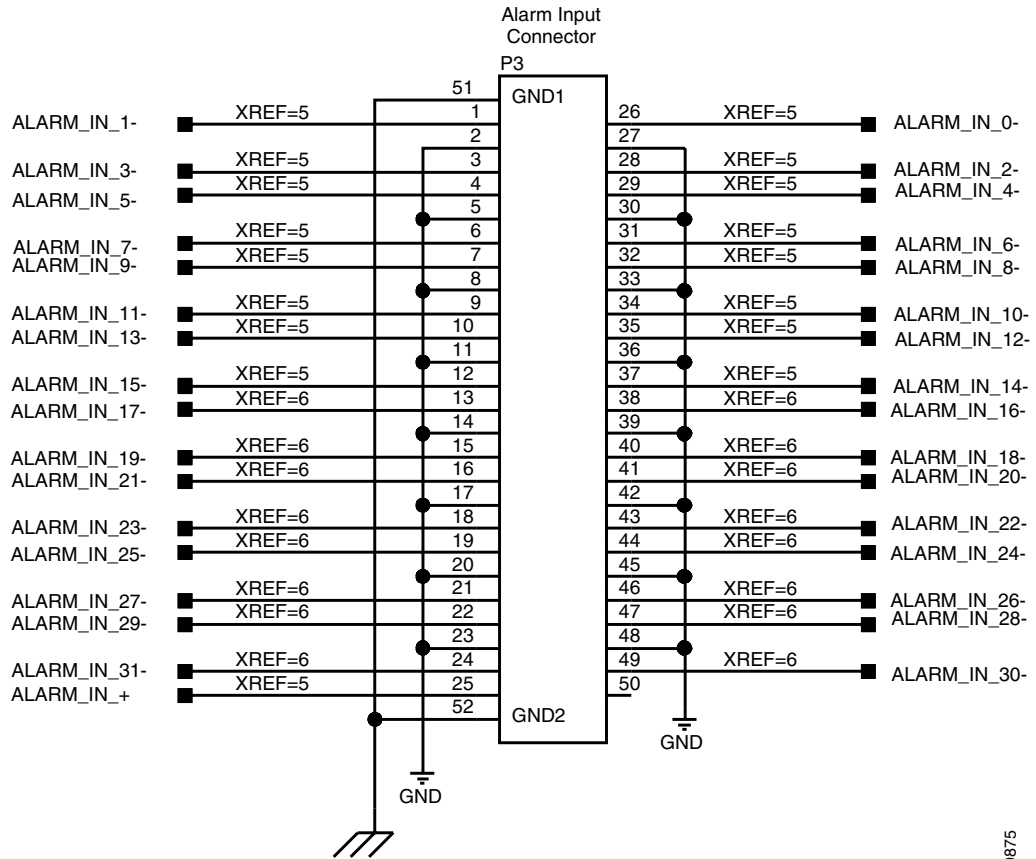 Alarm Input
Connector
P3
51 GND1
ALARM_IN_1- XREF=5 1 26 XREF=5 ALARM_IN_0-
2 27
ALARM_IN_3- XREF=5 3 28 XREF=5 ALARM_IN_2-
ALARM_IN_5- XREF=5 4 29 XREF=5 ALARM_IN_4-
5 30
ALARM_IN_7- XREF=5 6 31 XREF=5 ALARM_IN_6-
ALARM_IN_9- XREF=5 7 32 XREF=5 ALARM_IN_8-
8 33
ALARM_IN_11- XREF=5 9 34 XREF=5 ALARM_IN_10-
ALARM_IN_13- XREF=5 10 35 XREF=5 ALARM_IN_12-
11 36
ALARM_IN_15- XREF=5 12 37 XREF=5 ALARM_IN_14-
ALARM_IN_17- XREF=6 13 38 XREF=6 ALARM_IN_16-
14 39
ALARM_IN_19- XREF=6 15 40 XREF=6 ALARM_IN_18-
ALARM_IN_21- XREF=6 16 41 XREF=6 ALARM_IN_20-
17 42
ALARM_IN_23- XREF=6 18 43 XREF=6 ALARM_IN_22-
ALARM_IN_25- XREF=6 19 44 XREF=6 ALARM_IN_24-
20 45
ALARM_IN_27- XREF=6 21 46 XREF=6 ALARM_IN_26-
ALARM_IN_29- XREF=6 22 47 XREF=6 ALARM_IN_28-
23 48
ALARM_IN_31- XREF=6 24 49 XREF=6 ALARM_IN_30-
ALARM_IN_+ XREF=5 25 50
52 GND2
GND
GND